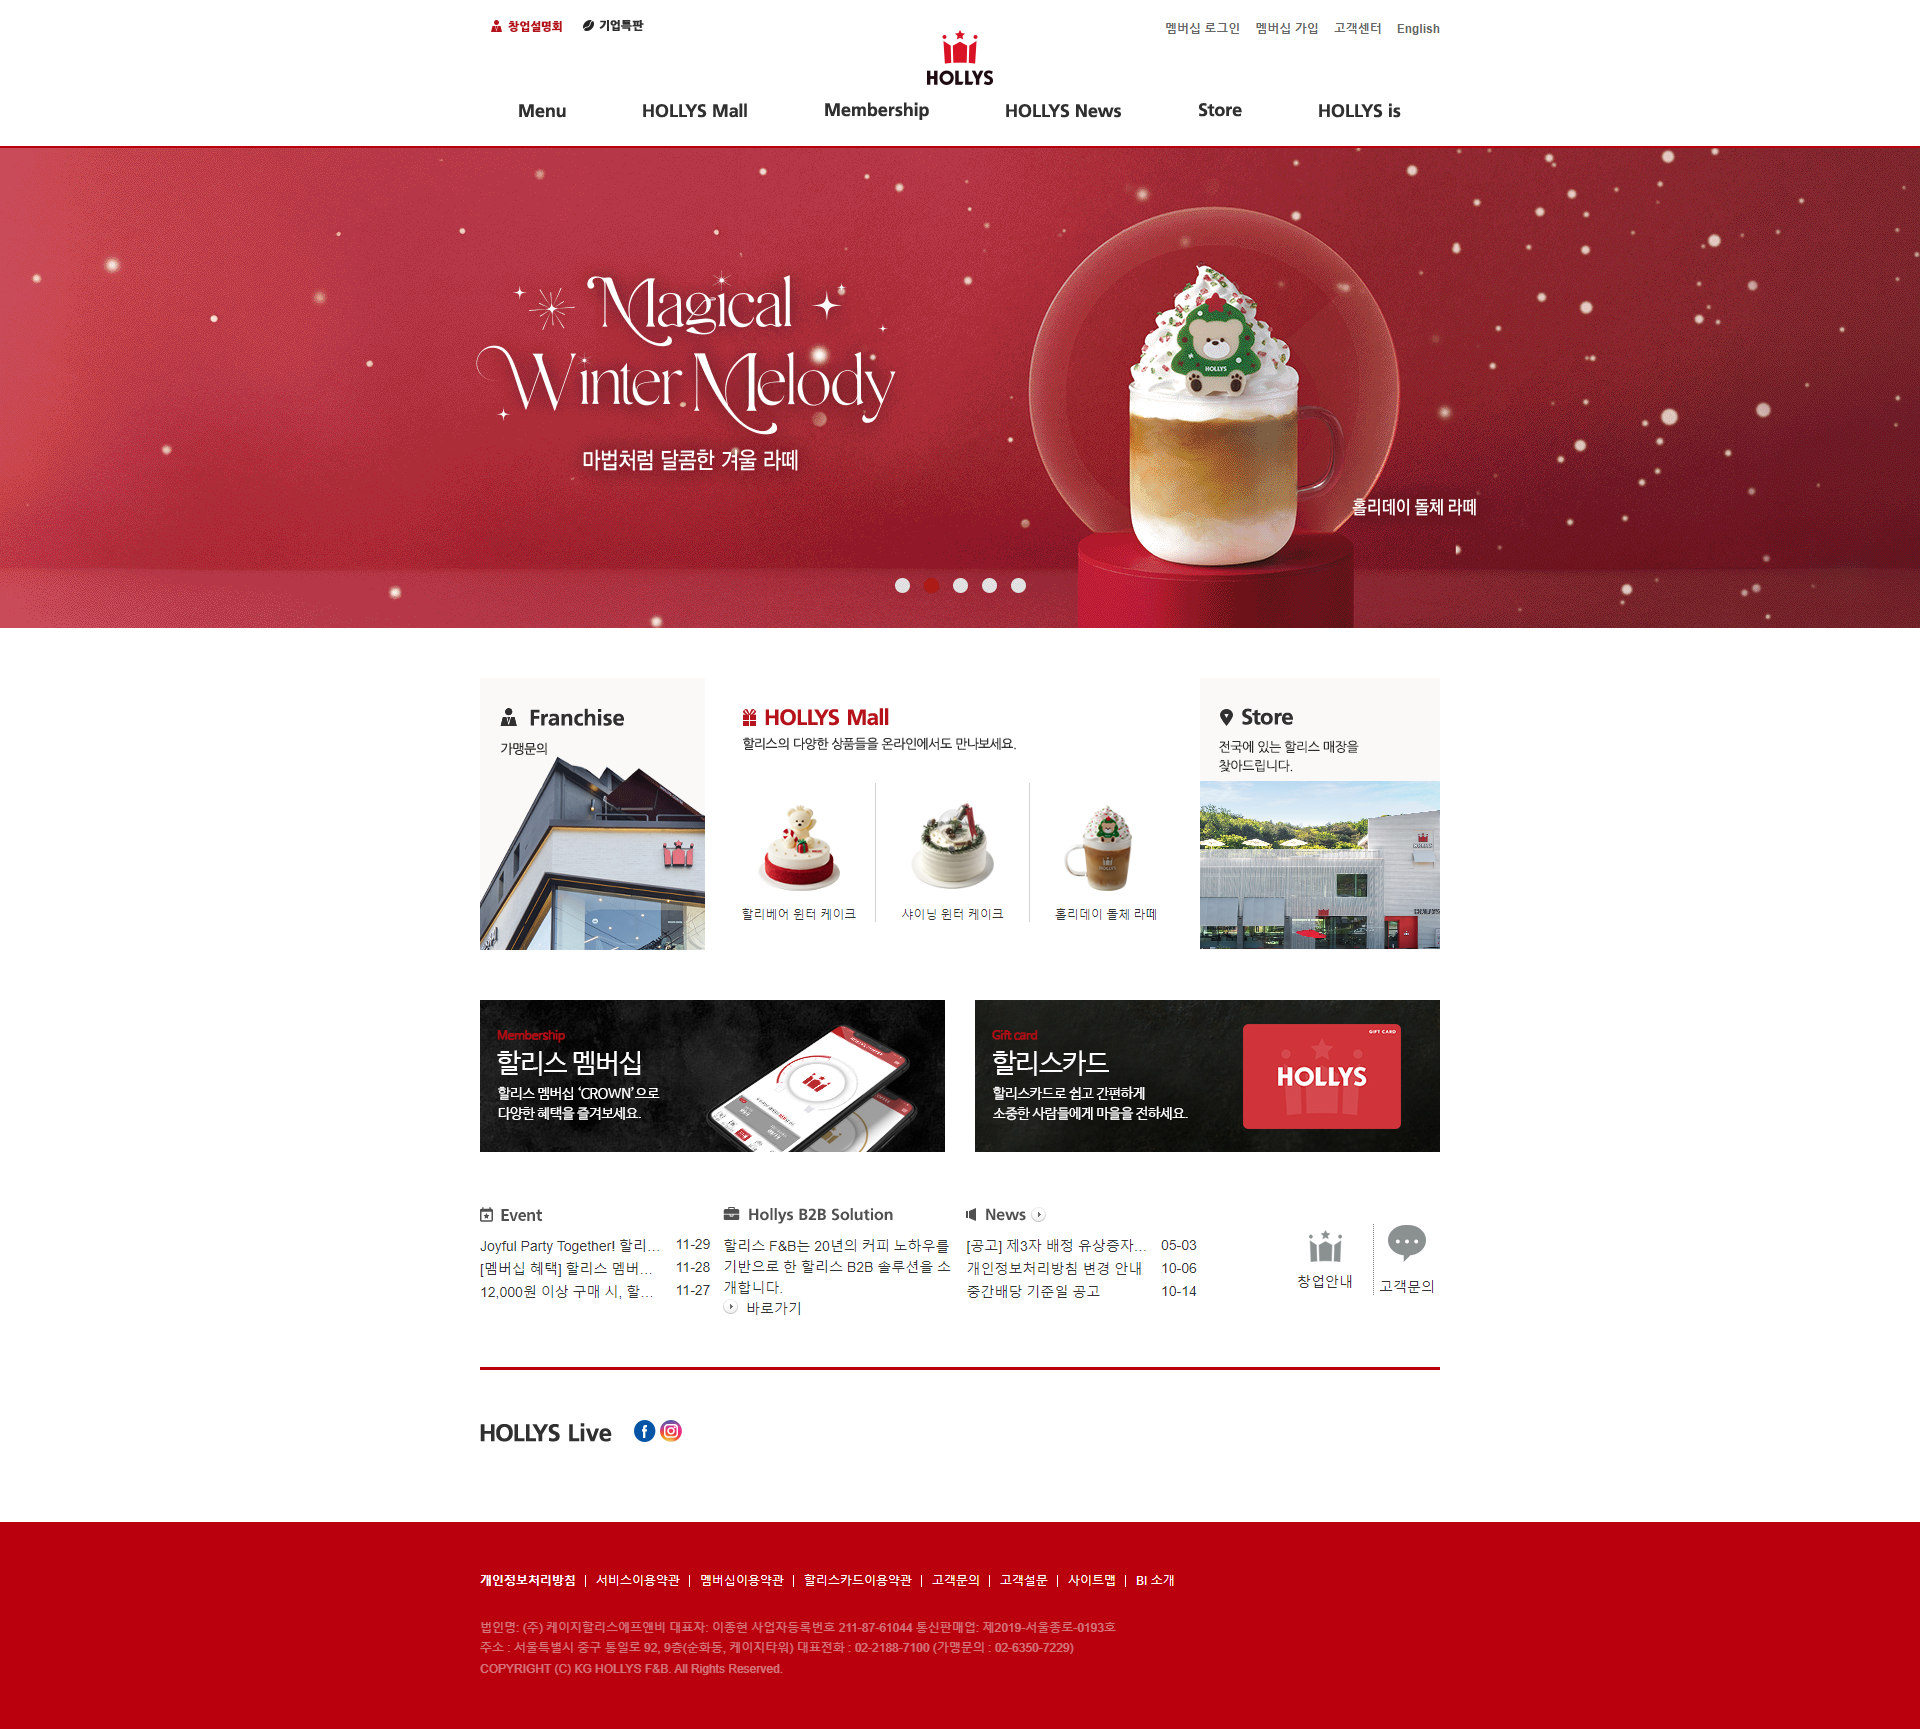 창업설명회 기업특판
멤버십 로그인 멤버십 가입 고객센터 English
HOLLYS
Menu HOLLYS Mall Membership HOLLYS News Store HOLLYS is
Magical
Winter Melody
마법처럼 달콤한 겨울 라떼
HOLLYS
홀리데이 돌체 라떼
Franchise
가맹문의
HOLLYS Mall
할리스의 다양한 상품들을 온라인에서도 만나보세요.
할리베어 윈터 케이크
샤이닝 윈터 케이크
홀리데이 돌체 라떼
Store
전국에 있는 할리스 매장을
찾아드립니다.
Membership
할리스 멤버십
할리스 멤버십 ‘CROWN’으로
다양한 혜택을 즐겨보세요.
Gift card
할리스카드
할리스카드로 쉽고 간편하게
소중한 사람들에게 마을을 전하세요.
GIFT CARD
HOLLYS
Event
Joyful Party Together! 할리... 11-29
[멤버십 혜택] 할리스 멤버... 11-28
12,000원 이상 구매 시, 할... 11-27
Hollys B2B Solution
할리스 F&B는 20년의 커피 노하우를
기반으로 한 할리스 B2B 솔루션을 소
개합니다.
바로가기
News
[공고] 제3자 배정 유상증자... 05-03
개인정보처리방침 변경 안내 10-06
중간배당 기준일 공고 10-14
창업안내
고객문의
HOLLYS Live
개인정보처리방침 | 서비스이용약관 | 멤버십이용약관 | 할리스카드이용약관 | 고객문의 | 고객설문 | 사이트맵 | BI 소개
법인명: (주) 케이지할리스에프앤비 대표자: 이종현 사업자등록번호 211-87-61044 통신판매업: 제2019-서울종로-0193호
주소 : 서울특별시 중구 통일로 92, 9층(순화동, 케이지타워) 대표전화 : 02-2188-7100 (가맹문의 : 02-6350-7229)
COPYRIGHT (C) KG HOLLYS F&B. All Rights Reserved.